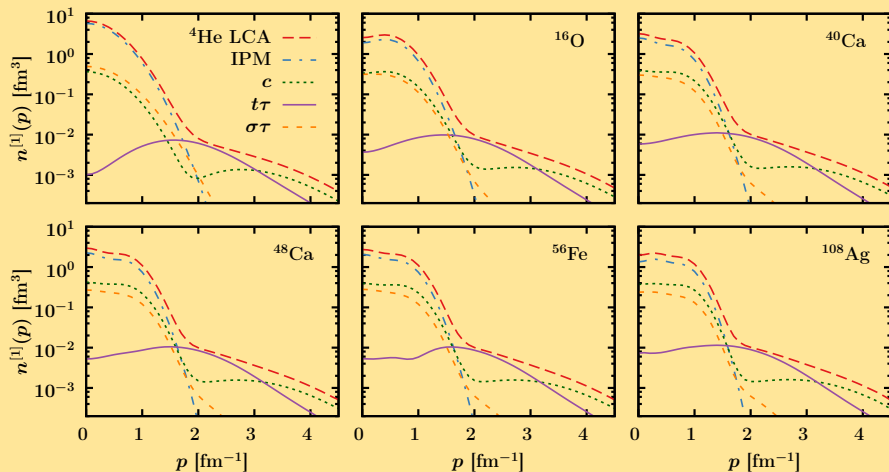 ⁴He LCA
IPM
c
tτ
στ
¹⁶O
⁴⁰Ca
n^[1](p) [fm³]
10¹
10⁰
10⁻¹
10⁻²
10⁻³
⁴⁸Ca
⁵⁶Fe
¹⁰⁸Ag
n^[1](p) [fm³]
10¹
10⁰
10⁻¹
10⁻²
10⁻³
0 1 2 3 4 0 1 2 3 4 0 1 2 3 4
p [fm⁻¹] p [fm⁻¹] p [fm⁻¹]